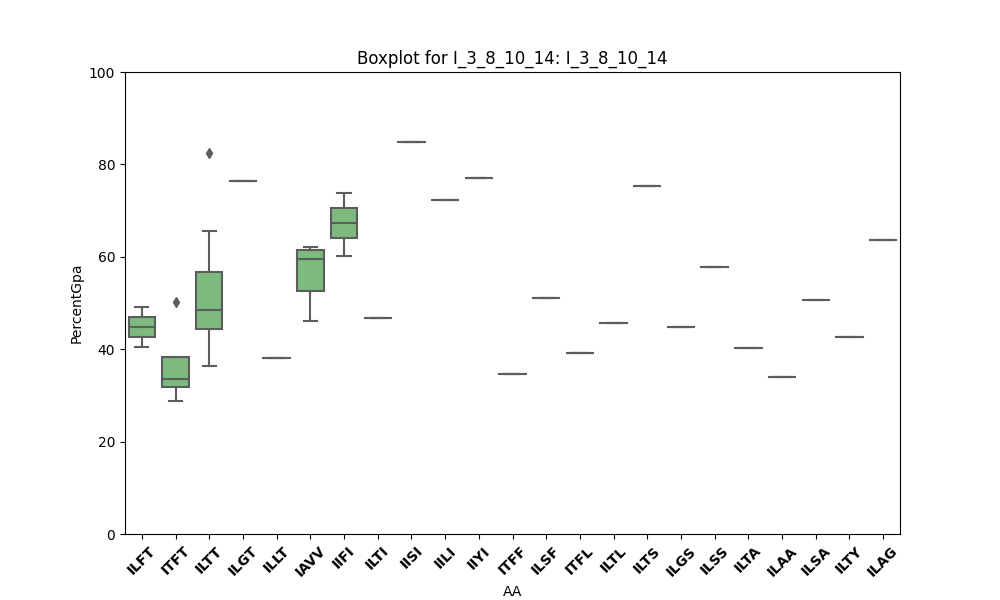 Boxplot for I_3_8_10_14: I_3_8_10_14
100
80
60
40
20
0
PercentGpa
ILFT ITFT ILTT ILGT ILLT IAVV IIFI ILTI IISI IILI IIYI ITFF ILSF ITFL ILTL ILTS ILGS ILSS ILTA ILAA ILSA ILTY ILAG
AA